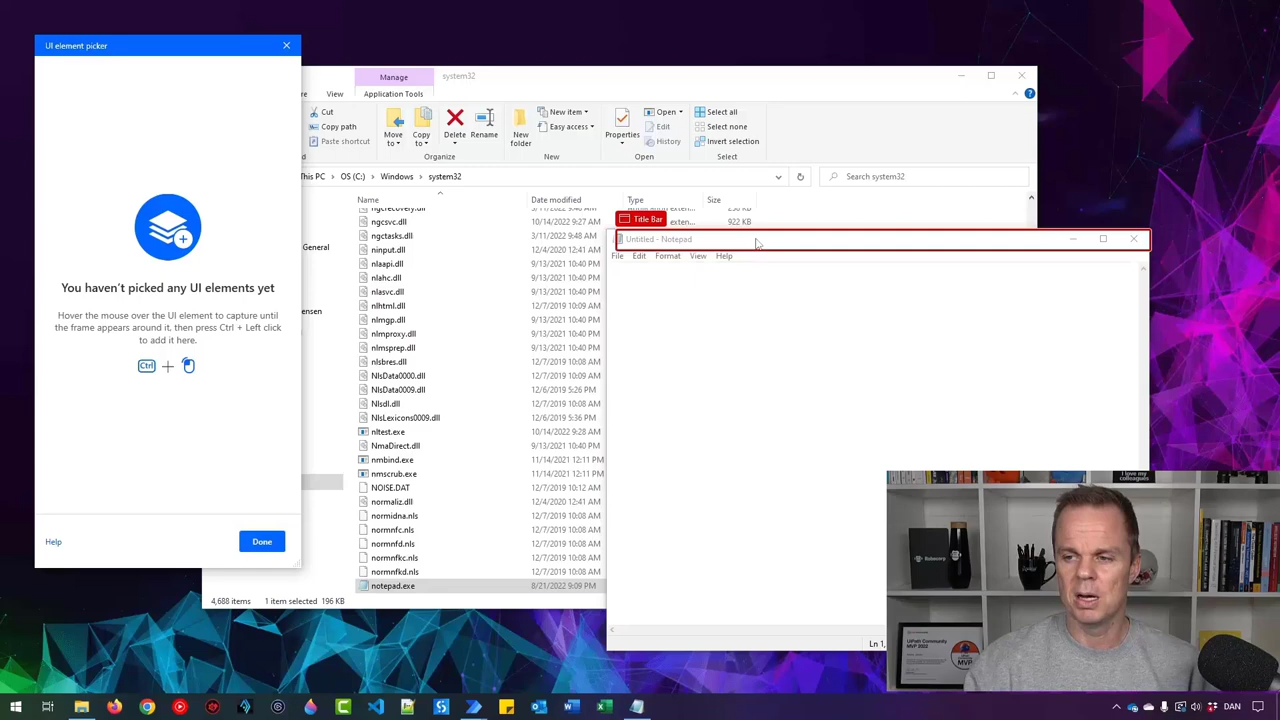 UI element picker
You haven't picked any UI elements yet
Hover the mouse over the UI element to capture until
the frame appears around it, then press Ctrl + Left click
to add it here.
Ctrl
Help
Done
Manage
system32
View
Application Tools
Cut
Copy path
Paste shortcut
Move to
Copy to
Delete
Rename
Organize
New folder
New item
Easy access
New
Properties
Open
Edit
History
Open
Select all
Select none
Invert selection
Select
This PC
OS (C:)
Windows
system32
Search system32
Name
Date modified
Type
Size
ngcrecovery.dll
ngcsvc.dll 10/14/2022 9:27 AM 922 KB
ngctasks.dll 3/11/2022 9:48 AM
ninput.dll 12/4/2020 12:41 AM
nlaapi.dll 9/13/2021 10:40 PM
nlahc.dll 9/13/2021 10:40 PM
nlasvc.dll 9/13/2021 10:40 PM
nlhtml.dll 12/7/2019 10:09 AM
nlmgp.dll 9/13/2021 10:40 PM
nlmproxy.dll 9/13/2021 10:40 PM
nlmsprep.dll 9/13/2021 10:40 PM
nlsbres.dll 12/7/2019 10:08 AM
NlsData0000.dll 12/7/2019 10:09 AM
NlsData0009.dll 12/6/2019 5:26 PM
Nlsdl.dll 12/7/2019 10:08 AM
NlsLexicons0009.dll 12/6/2019 5:36 PM
nltest.exe 10/14/2022 9:28 AM
NmaDirect.dll 9/13/2021 10:40 PM
nmbind.exe 11/14/2021 12:11 PM
nmscrub.exe 11/14/2021 12:11 PM
NOISE.DAT 12/7/2019 10:12 AM
normaliz.dll 12/4/2020 12:41 AM
normidna.nls 12/7/2019 10:08 AM
normnfc.nls 12/7/2019 10:08 AM
normnfd.nls 12/7/2019 10:08 AM
normnfkc.nls 12/7/2019 10:08 AM
normnfkd.nls 12/7/2019 10:08 AM
notepad.exe 8/21/2022 9:09 PM
General
ensen
4,688 items
1 item selected 196 KB
Title Bar
Untitled - Notepad
File Edit Format View Help
Ln 1,
I love my
colleagues
Robocorp
UiPath Community
MVP 2022
DAN